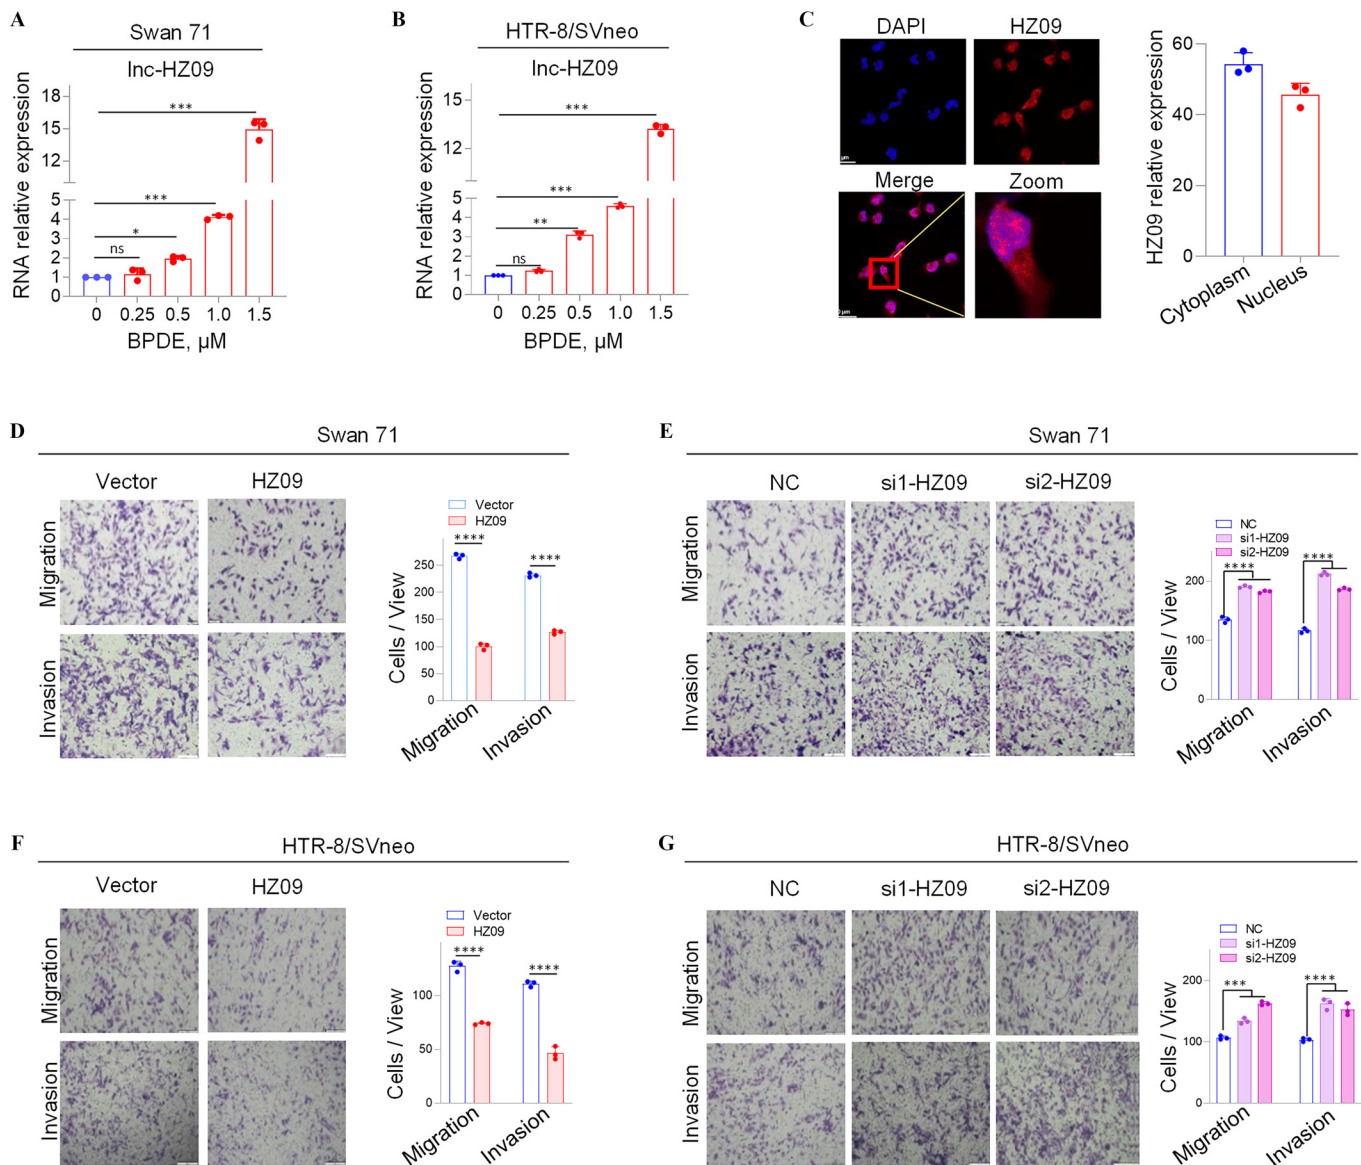 A
Swan 71
lnc-HZ09
RNA relative expression
18
15
12
5
4
3
2
1
0
ns
*
***
***
0 0.25 0.5 1.0 1.5
BPDE, µM
B
HTR-8/SVneo
lnc-HZ09
RNA relative expression
15
12
5
4
3
2
1
0
ns
**
***
***
0 0.25 0.5 1.0 1.5
BPDE, µM
C
DAPI HZ09
Merge Zoom
µm
µm
HZ09 relative expression
60
40
20
0
Cytoplasm
Nucleus
D
Swan 71
Vector HZ09
Migration
Invasion
Vector
HZ09
Cells / View
250
200
150
100
50
0
**** ****
Migration
Invasion
E
Swan 71
NC si1-HZ09 si2-HZ09
Migration
Invasion
NC
si1-HZ09
si2-HZ09
Cells / View
200
100
0
**** ****
Migration
Invasion
F
HTR-8/SVneo
Vector HZ09
Migration
Invasion
Vector
HZ09
Cells / View
100
50
0
**** ****
Migration
Invasion
G
HTR-8/SVneo
NC si1-HZ09 si2-HZ09
Migration
Invasion
NC
si1-HZ09
si2-HZ09
Cells / View
200
100
0
*** ****
Migration
Invasion